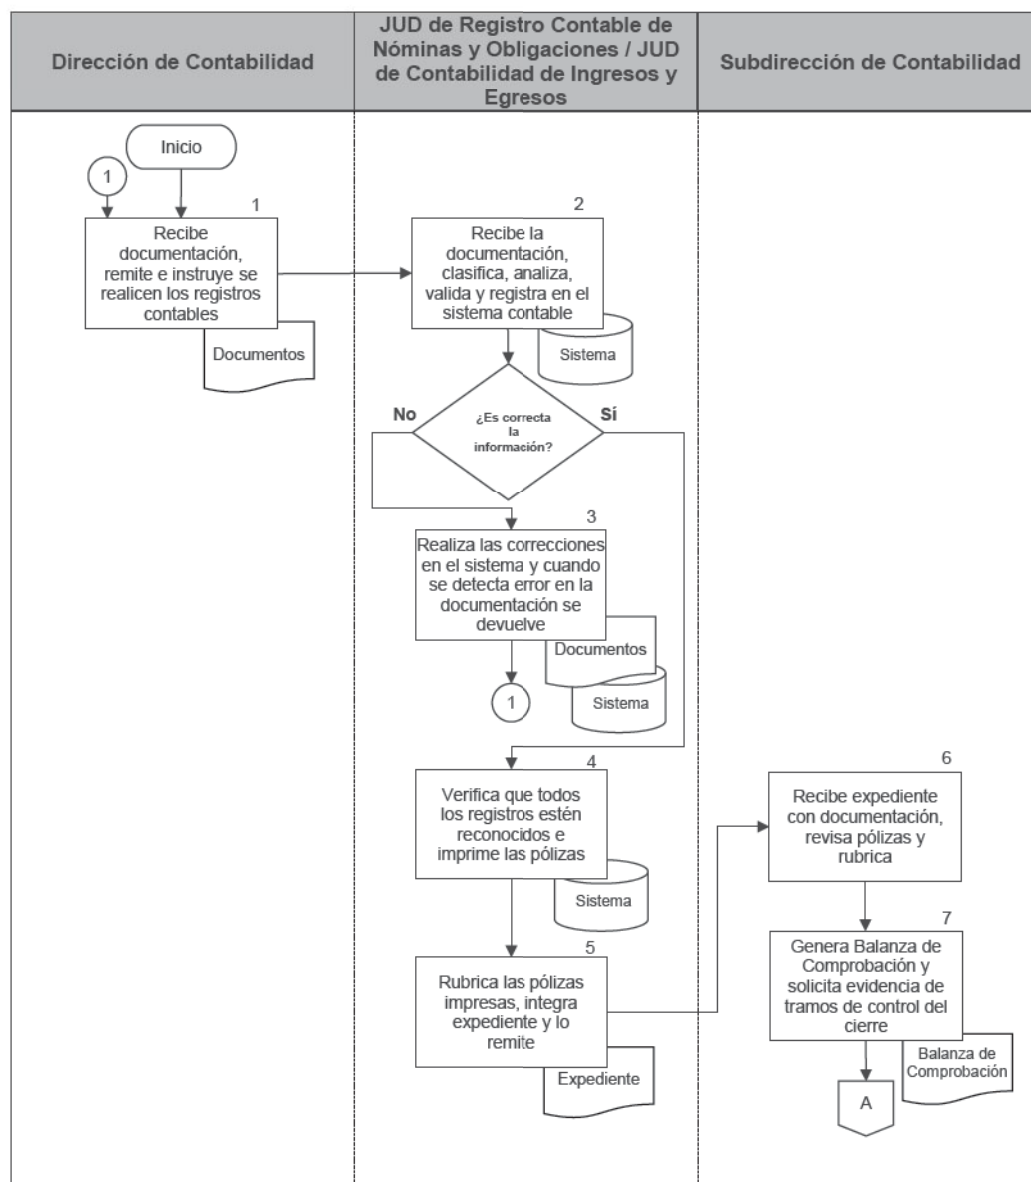 Dirección de Contabilidad
JUD de Registro Contable de
Nóminas y Obligaciones / JUD
de Contabilidad de Ingresos y
Egresos
Subdirección de Contabilidad
Inicio
1
1
Recibe
documentación,
remite e instruye se
realicen los registros
contables
Documentos
2
Recibe la
documentación,
clasifica, analiza,
valida y registra en el
sistema contable
Sistema
No
¿Es correcta
la
información?
Sí
3
Realiza las correcciones
en el sistema y cuando
se detecta error en la
documentación se
devuelve
Documentos
Sistema
1
4
Verifica que todos
los registros estén
reconocidos e
imprime las pólizas
Sistema
5
Rubrica las pólizas
impresas, integra
expediente y lo
remite
Expediente
6
Recibe expediente
con documentación,
revisa pólizas y
rubrica
7
Genera Balanza de
Comprobación y
solicita evidencia de
tramos de control del
cierre
Balanza de
Comprobación
A